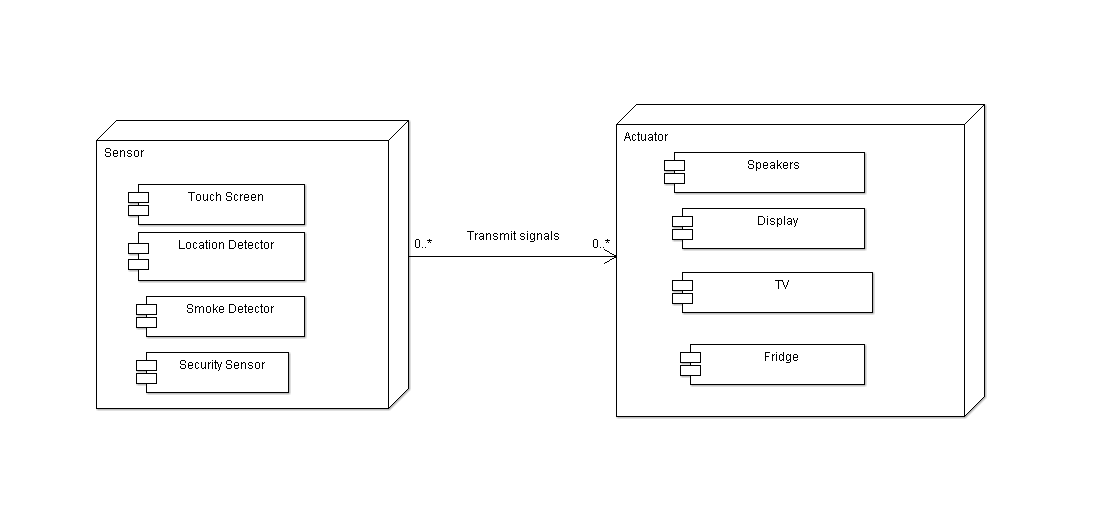 Sensor
Touch Screen
Location Detector
Smoke Detector
Security Sensor
0..*
Transmit signals
0..*
Actuator
Speakers
Display
TV
Fridge